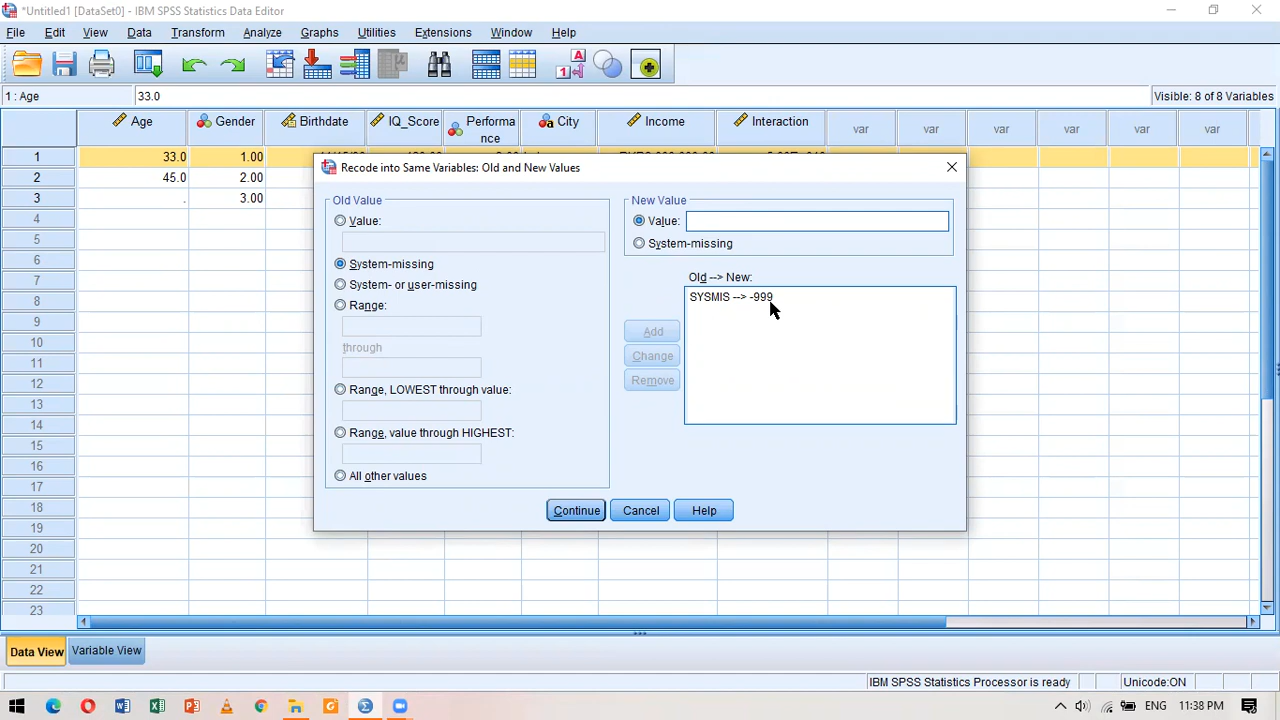 *Untitled1 [DataSet0] - IBM SPSS Statistics Data Editor
File Edit View Data Transform Analyze Graphs Utilities Extensions Window Help
1 : Age 33.0 Visible: 8 of 8 Variables
Age Gender Birthdate IQ_Score Performa City Income Interaction var var var var var
nce
1 33.0 1.00
2 45.0 2.00
3 . 3.00
4
5
6
7
8
9
10
11
12
13
14
15
16
17
18
19
20
21
22
23
Recode into Same Variables: Old and New Values
Old Value
Value:
System-missing
System- or user-missing
Range:
through
Range, LOWEST through value:
Range, value through HIGHEST:
All other values
New Value
Value:
System-missing
Old --> New:
SYSMIS --> -999
Add
Change
Remove
Continue Cancel Help
Data View Variable View
IBM SPSS Statistics Processor is ready Unicode:ON
ENG 11:38 PM